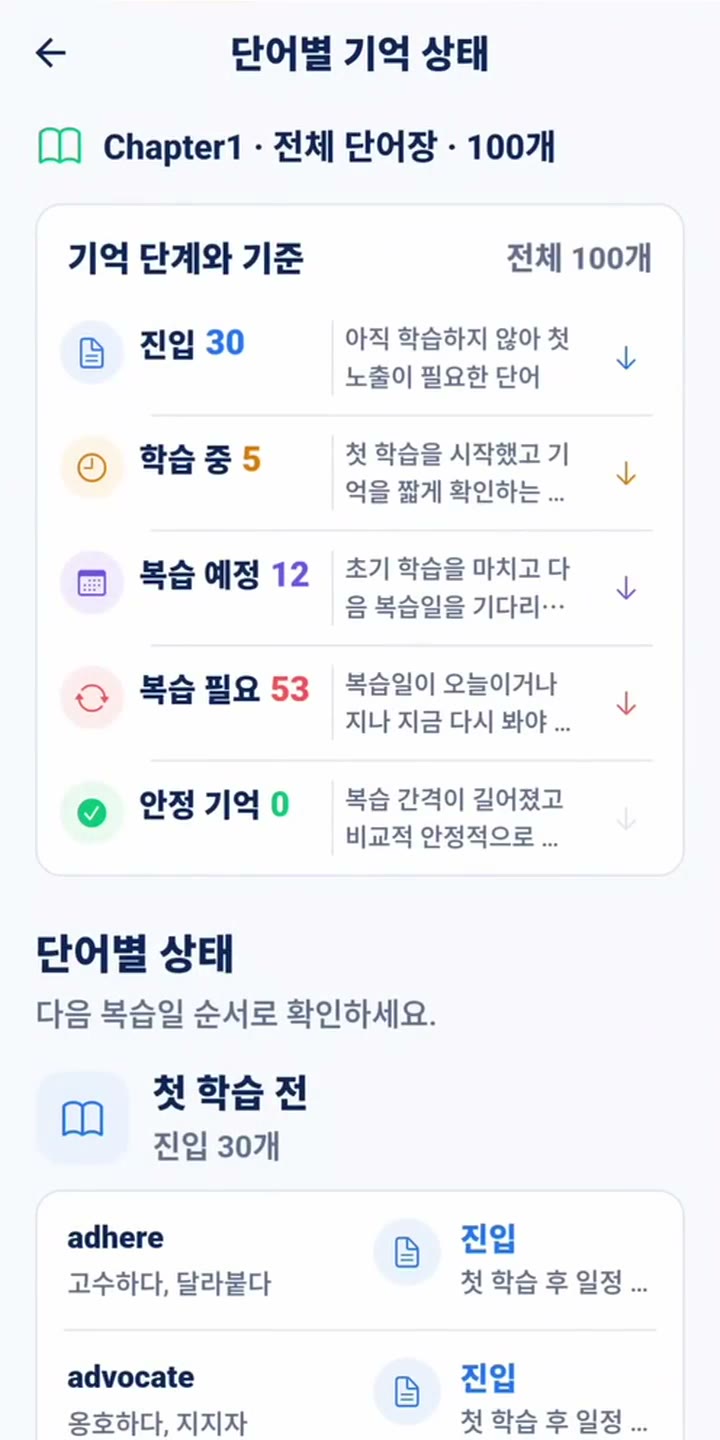 단어별 기억 상태
Chapter1 · 전체 단어장 · 100개
기억 단계와 기준 전체 100개
진입 30
아직 학습하지 않아 첫
노출이 필요한 단어
학습 중 5
첫 학습을 시작했고 기
억을 짧게 확인하는 ...
복습 예정 12
초기 학습을 마치고 다
음 복습일을 기다리···
복습 필요 53
복습일이 오늘이거나
지나 지금 다시 봐야 ...
안정 기억 0
복습 간격이 길어졌고
비교적 안정적으로 ...
단어별 상태
다음 복습일 순서로 확인하세요.
첫 학습 전
진입 30개
adhere
고수하다, 달라붙다
진입
첫 학습 후 일정 ...
advocate
옹호하다, 지지자
진입
첫 학습 후 일정 ...